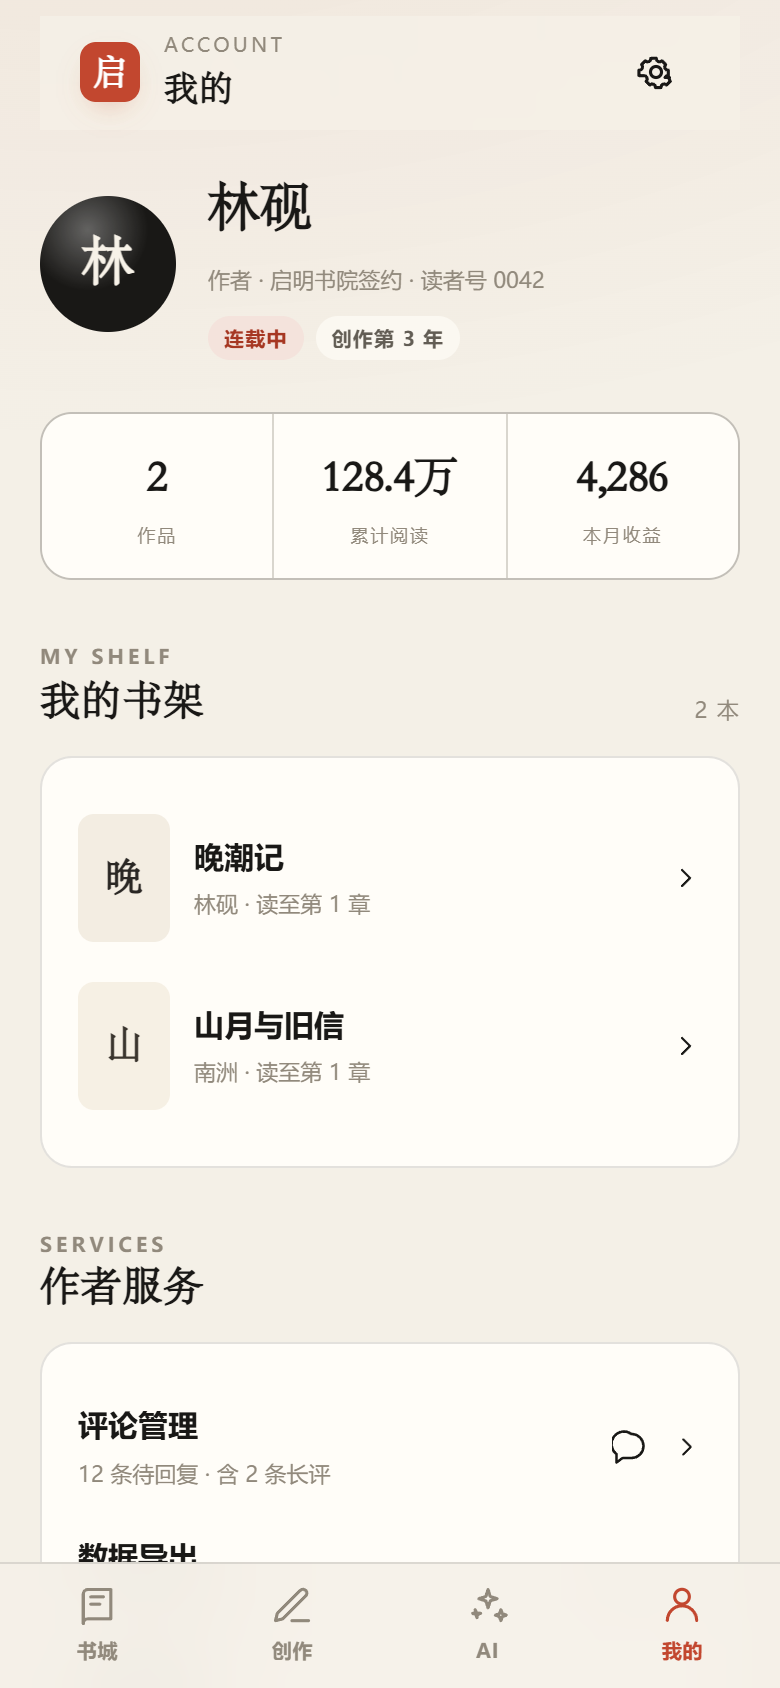 启
ACCOUNT
我的
林
林砚
作者 · 启明书院签约 · 读者号 0042
连载中 创作第 3 年
2 128.4万 4,286
作品 累计阅读 本月收益
MY SHELF
我的书架
2 本
晚
晚潮记
林砚 · 读至第 1 章
山
山月与旧信
南洲 · 读至第 1 章
SERVICES
作者服务
评论管理
12 条待回复 · 含 2 条长评
数据导出
书城 创作 AI 我的